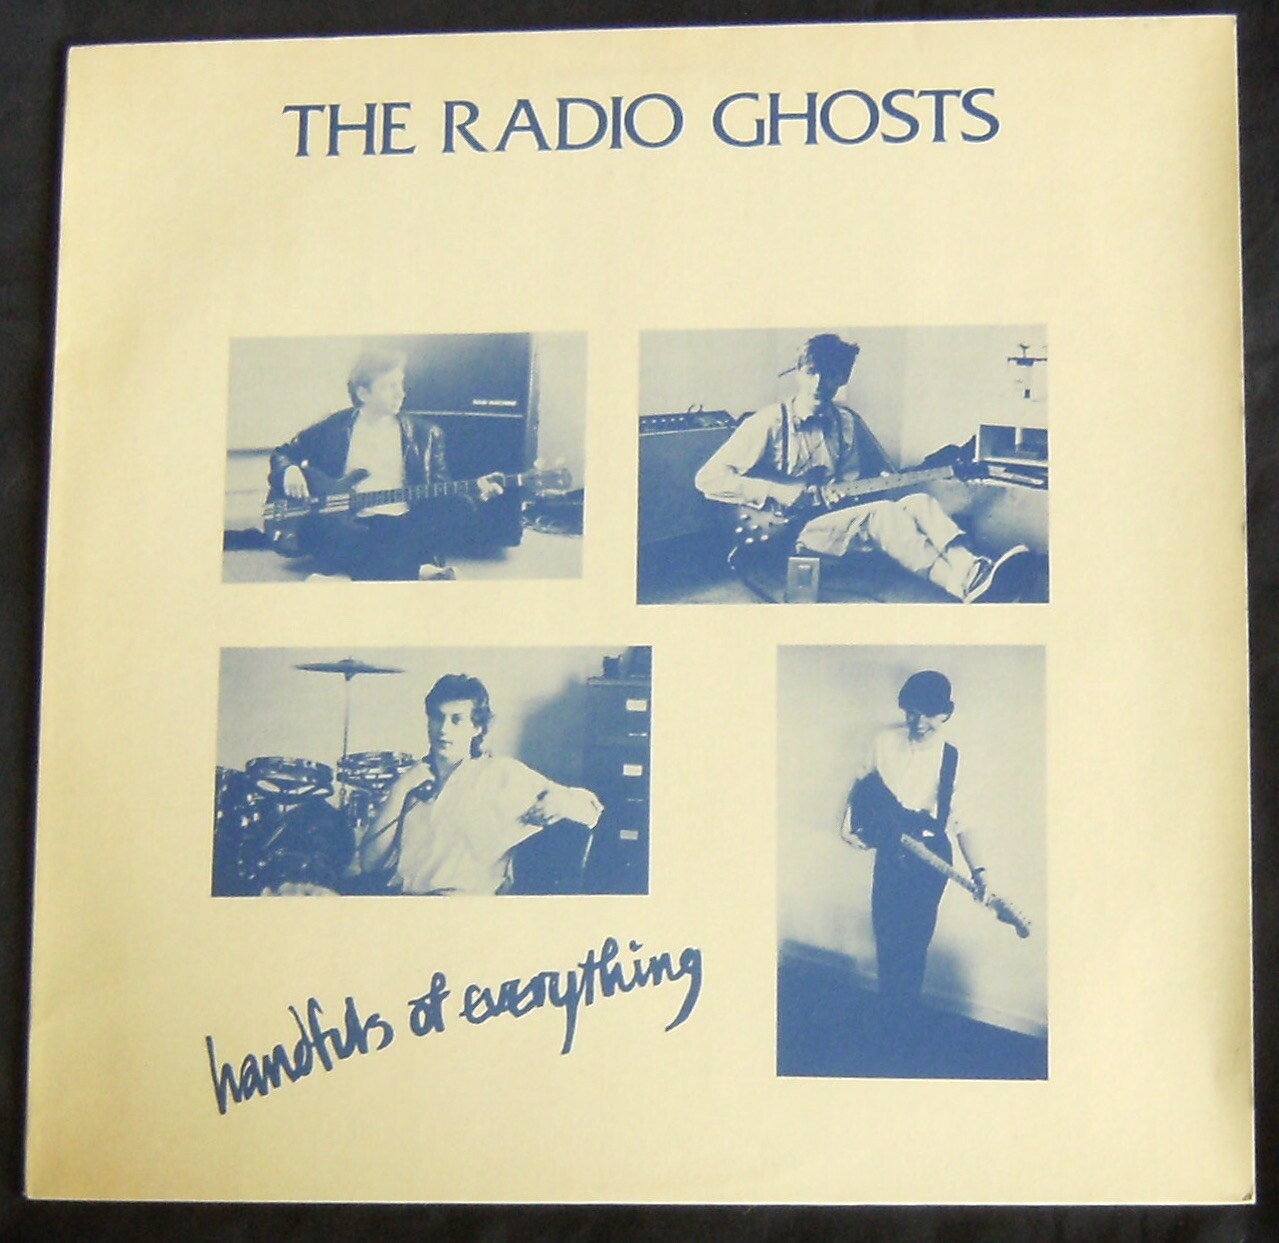 THE RADIO GHOSTS
handfuls of everything